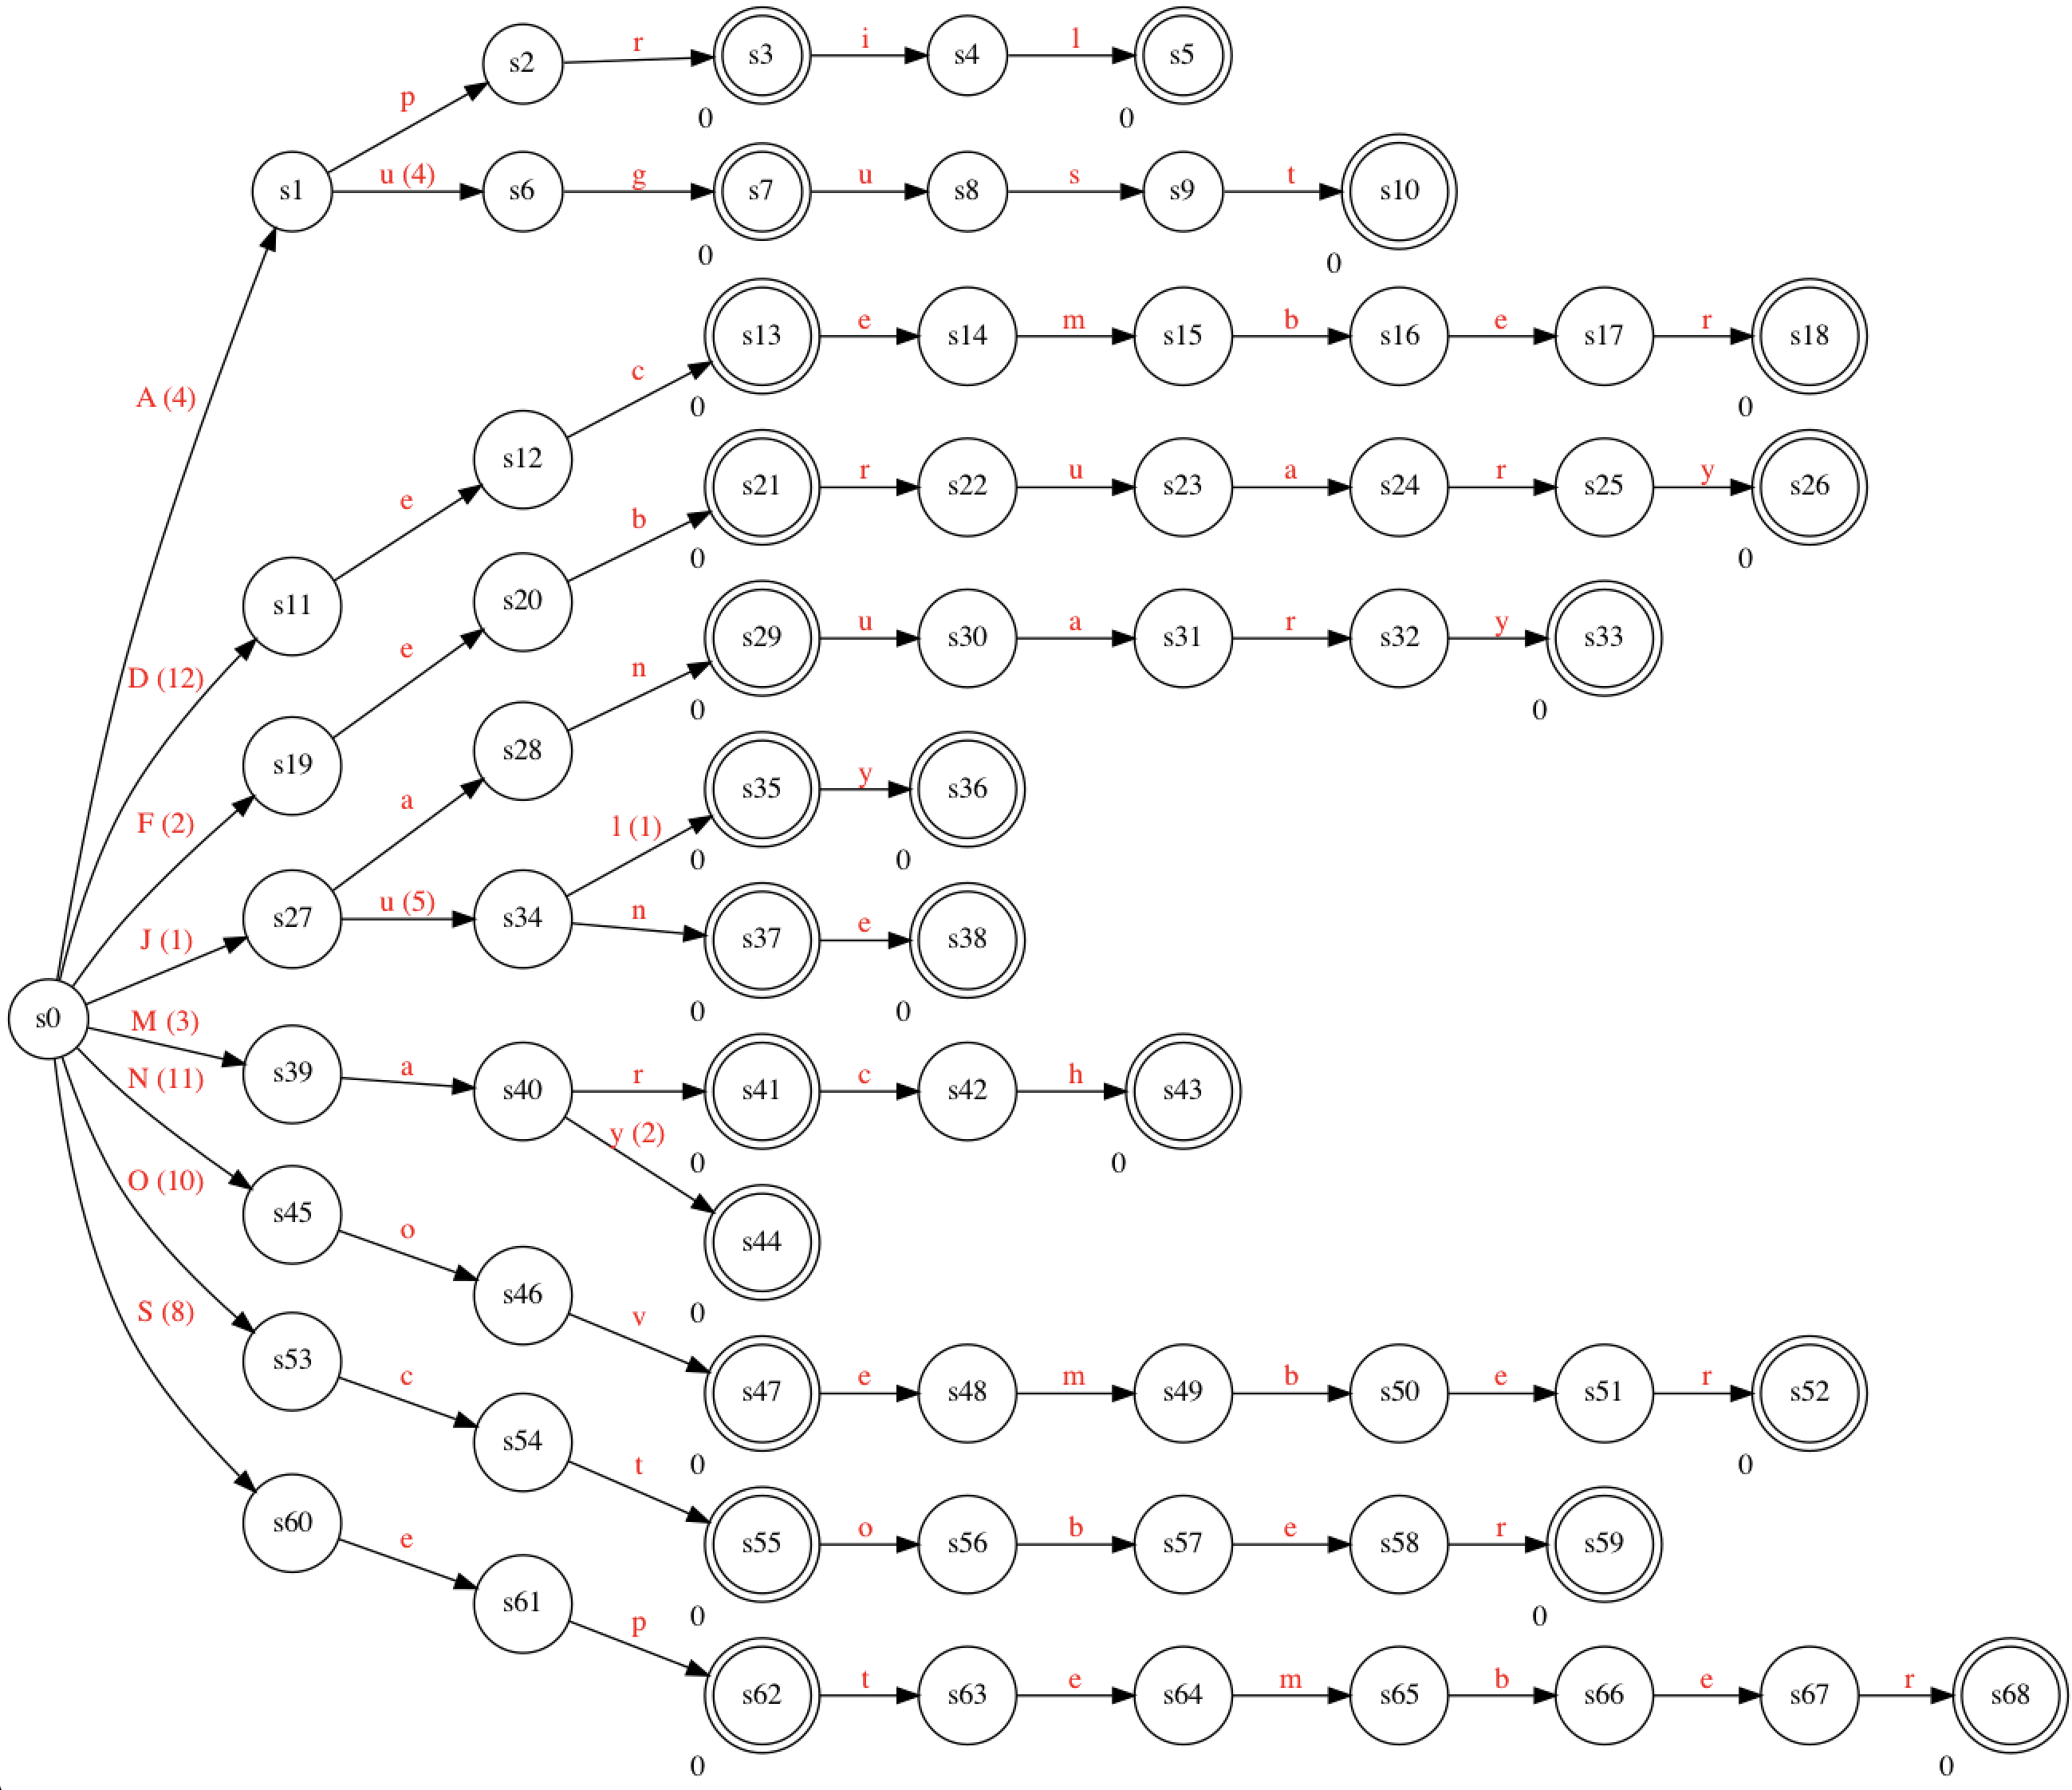 r i l
s2 s3 s4 s5
p
0 0
u (4) g u s t
s1 s6 s7 s8 s9 s10
0 0
e m b e r
s13 s14 s15 s16 s17 s18
c
A (4)
0 0
s12
r u a r y
s21 s22 s23 s24 s25 s26
e
b
0 0
s11 s20
u a r y
s29 s30 s31 s32 s33
e
n
D (12)
0 0
s19 s28
y
s35 s36
a
F (2) l (1)
0 0
u (5) n e
s27 s34
J (1) s37 s38
0 0
s0
M (3)
a r c h
s39 s40 s41 s42 s43
N (11)
y (2)
0 0
O (10)
s45 s44
o
s46
S (8) v
0
s53
c e m b e r
s47 s48 s49 s50 s51 s52
s54
t
0 0
s60
e o b e r
s55 s56 s57 s58 s59
s61
p
0 0
t e m b e r
s62 s63 s64 s65 s66 s67 s68
0 0